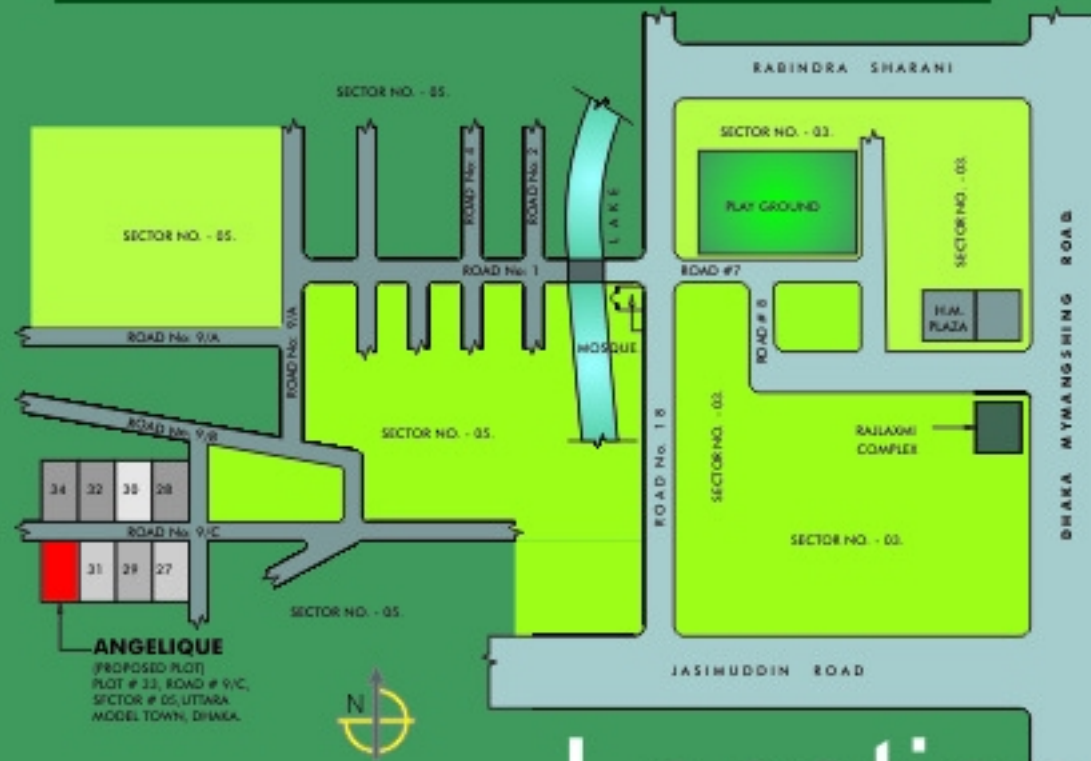 RABINDRA SHARANI
SECTOR NO. - 05.
SECTOR NO. - 03.
ROAD No: 4
ROAD No: 2
LAKE
PLAY GROUND
SECTOR NO. - 03.
DHAKA MYMANGSHING ROAD
SECTOR NO. - 05.
ROAD No: 1
ROAD #7
ROAD No: 9/A
ROAD # 8
H.M.
PLAZA
ROAD No: 9/A
MOSQUE
ROAD No: 9/B
SECTOR NO. - 05.
ROAD No. 18
SECTOR NO. - 03.
RAJLAXMI
COMPLEX
34 32 30 28
ROAD No: 9/C
SECTOR NO. - 03.
31 29 27
SECTOR NO. - 05.
ANGELIQUE
(PROPOSED PLOT)
PLOT # 33, ROAD # 9/C,
SECTOR # 05,UTTARA
MODEL TOWN, DHAKA.
JASIMUDDIN ROAD
N